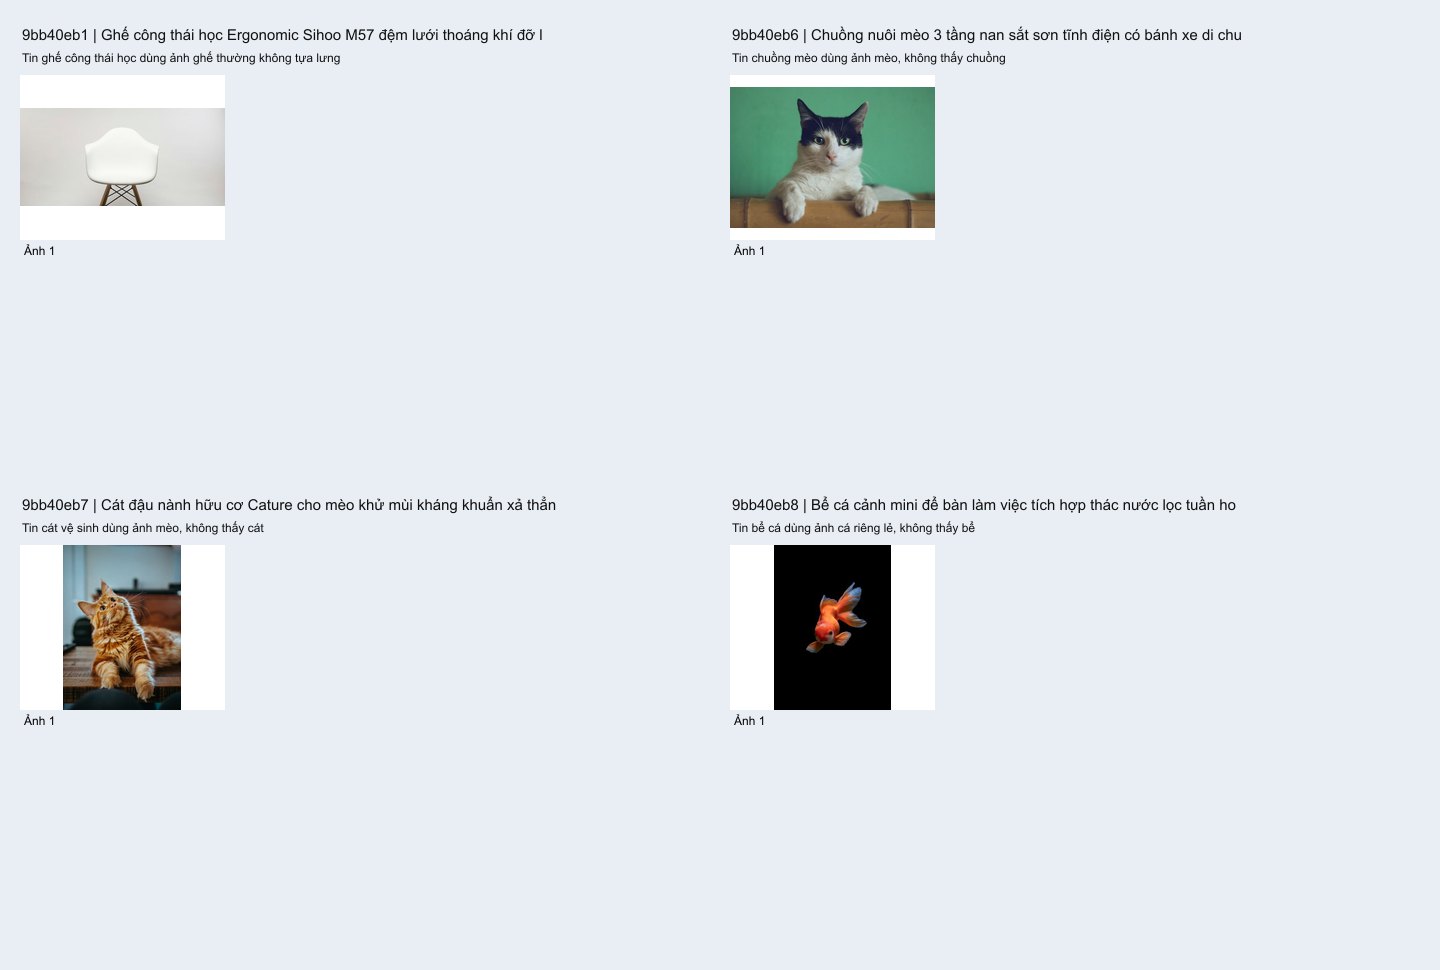 9bb40eb1 | Ghế công thái học Ergonomic Sihoo M57 đệm lưới thoáng khí đỡ l
Tin ghế công thái học dùng ảnh ghế thường không tựa lưng
Ảnh 1
9bb40eb6 | Chuồng nuôi mèo 3 tầng nan sắt sơn tĩnh điện có bánh xe di chu
Tin chuồng mèo dùng ảnh mèo, không thấy chuồng
Ảnh 1
9bb40eb7 | Cát đậu nành hữu cơ Cature cho mèo khử mùi kháng khuẩn xả thẳn
Tin cát vệ sinh dùng ảnh mèo, không thấy cát
Ảnh 1
9bb40eb8 | Bể cá cảnh mini để bàn làm việc tích hợp thác nước lọc tuần ho
Tin bể cá dùng ảnh cá riêng lẻ, không thấy bể
Ảnh 1